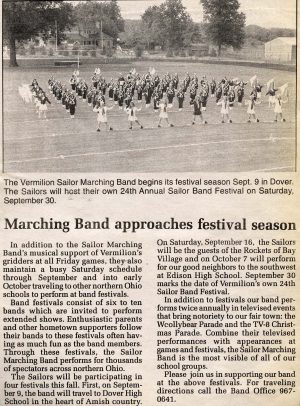 The Vermilion Sailor Marching Band begins its festival season Sept. 9 in Dover.
The Sailors will host their own 24th Annual Sailor Band Festival on Saturday,
September 30.
Marching Band approaches festival season
In addition to the Sailor Marching
Band's musical support of Vermilion's
gridders at all Friday games, they also
maintain a busy Saturday schedule
through September and into early
October traveling to other northern Ohio
schools to perform at band festivals.
Band festivals consist of six to ten
bands which are invited to perform
extended shows. Enthusiastic parents
and other hometown supporters follow
their bands to these festivals often hav-
ing as much fun as the band members.
Through these festivals, the Sailor
Marching Band performs for thousands
of spectators across northern Ohio.
The Sailors will be participating in
four festivals this fall. First, on Septem-
ber 9, the band will travel to Dover High
School in the heart of Amish country.
On Saturday, September 16, the Sailors
will be the guests of the Rockets of Bay
Village and on October 7 will perform
for our good neighbors to the southwest
at Edison High School. September 30
marks the date of Vermilion's own 24th
Sailor Band Festival.
In addition to festivals our band per-
forms twice annually in televised events
that bring notoriety to our fair town: the
Woollybear Parade and the TV-8 Christ-
mas Parade. Combine their televised
performances with appearances at
games and festivals, the Sailor Marching
Band is the most visible of all of our
school groups.
Please join us in supporting our band
at the above festivals. For traveling
directions call the Band Office 967-
0641.